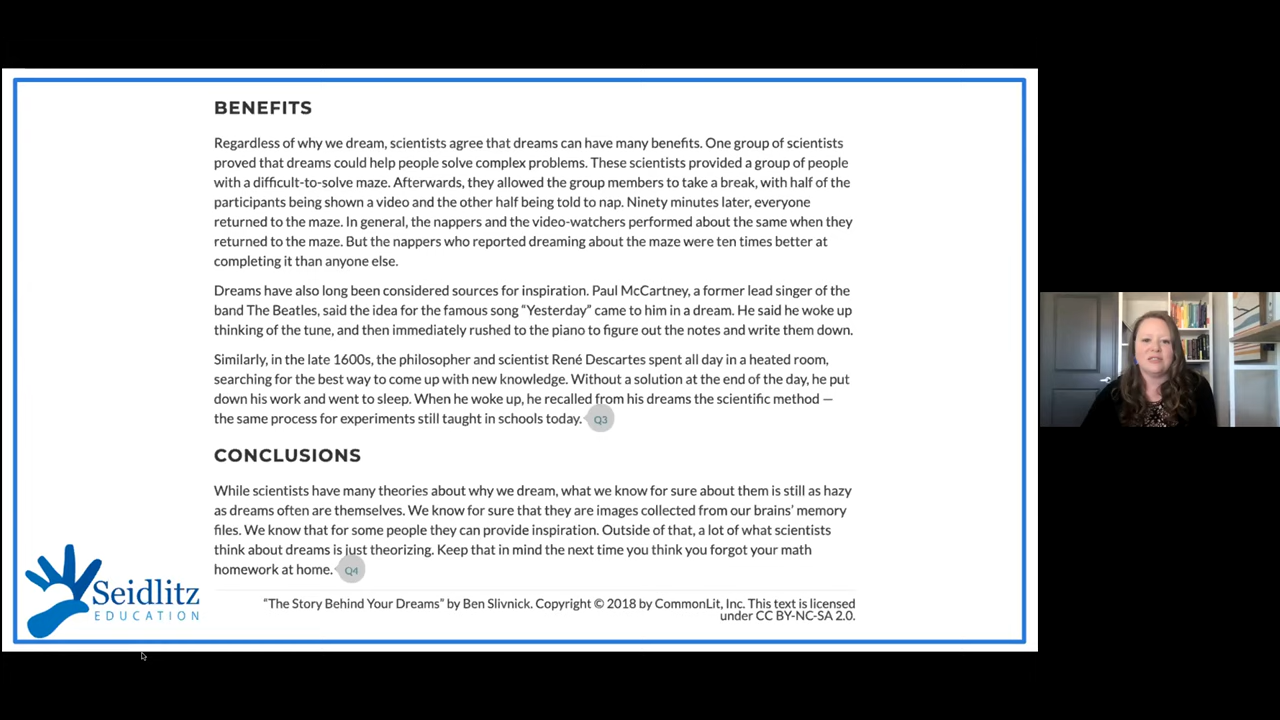 BENEFITS
Regardless of why we dream, scientists agree that dreams can have many benefits. One group of scientists
proved that dreams could help people solve complex problems. These scientists provided a group of people
with a difficult-to-solve maze. Afterwards, they allowed the group members to take a break, with half of the
participants being shown a video and the other half being told to nap. Ninety minutes later, everyone
returned to the maze. In general, the nappers and the video-watchers performed about the same when they
returned to the maze. But the nappers who reported dreaming about the maze were ten times better at
completing it than anyone else.
Dreams have also long been considered sources for inspiration. Paul McCartney, a former lead singer of the
band The Beatles, said the idea for the famous song “Yesterday” came to him in a dream. He said he woke up
thinking of the tune, and then immediately rushed to the piano to figure out the notes and write them down.
Similarly, in the late 1600s, the philosopher and scientist René Descartes spent all day in a heated room,
searching for the best way to come up with new knowledge. Without a solution at the end of the day, he put
down his work and went to sleep. When he woke up, he recalled from his dreams the scientific method —
the same process for experiments still taught in schools today. Q3
CONCLUSIONS
While scientists have many theories about why we dream, what we know for sure about them is still as hazy
as dreams often are themselves. We know for sure that they are images collected from our brains’ memory
files. We know that for some people they can provide inspiration. Outside of that, a lot of what scientists
think about dreams is just theorizing. Keep that in mind the next time you think you forgot your math
homework at home. Q4
“The Story Behind Your Dreams” by Ben Slivnick. Copyright © 2018 by CommonLit, Inc. This text is licensed
under CC BY-NC-SA 2.0.
Seidlitz
EDUCATION